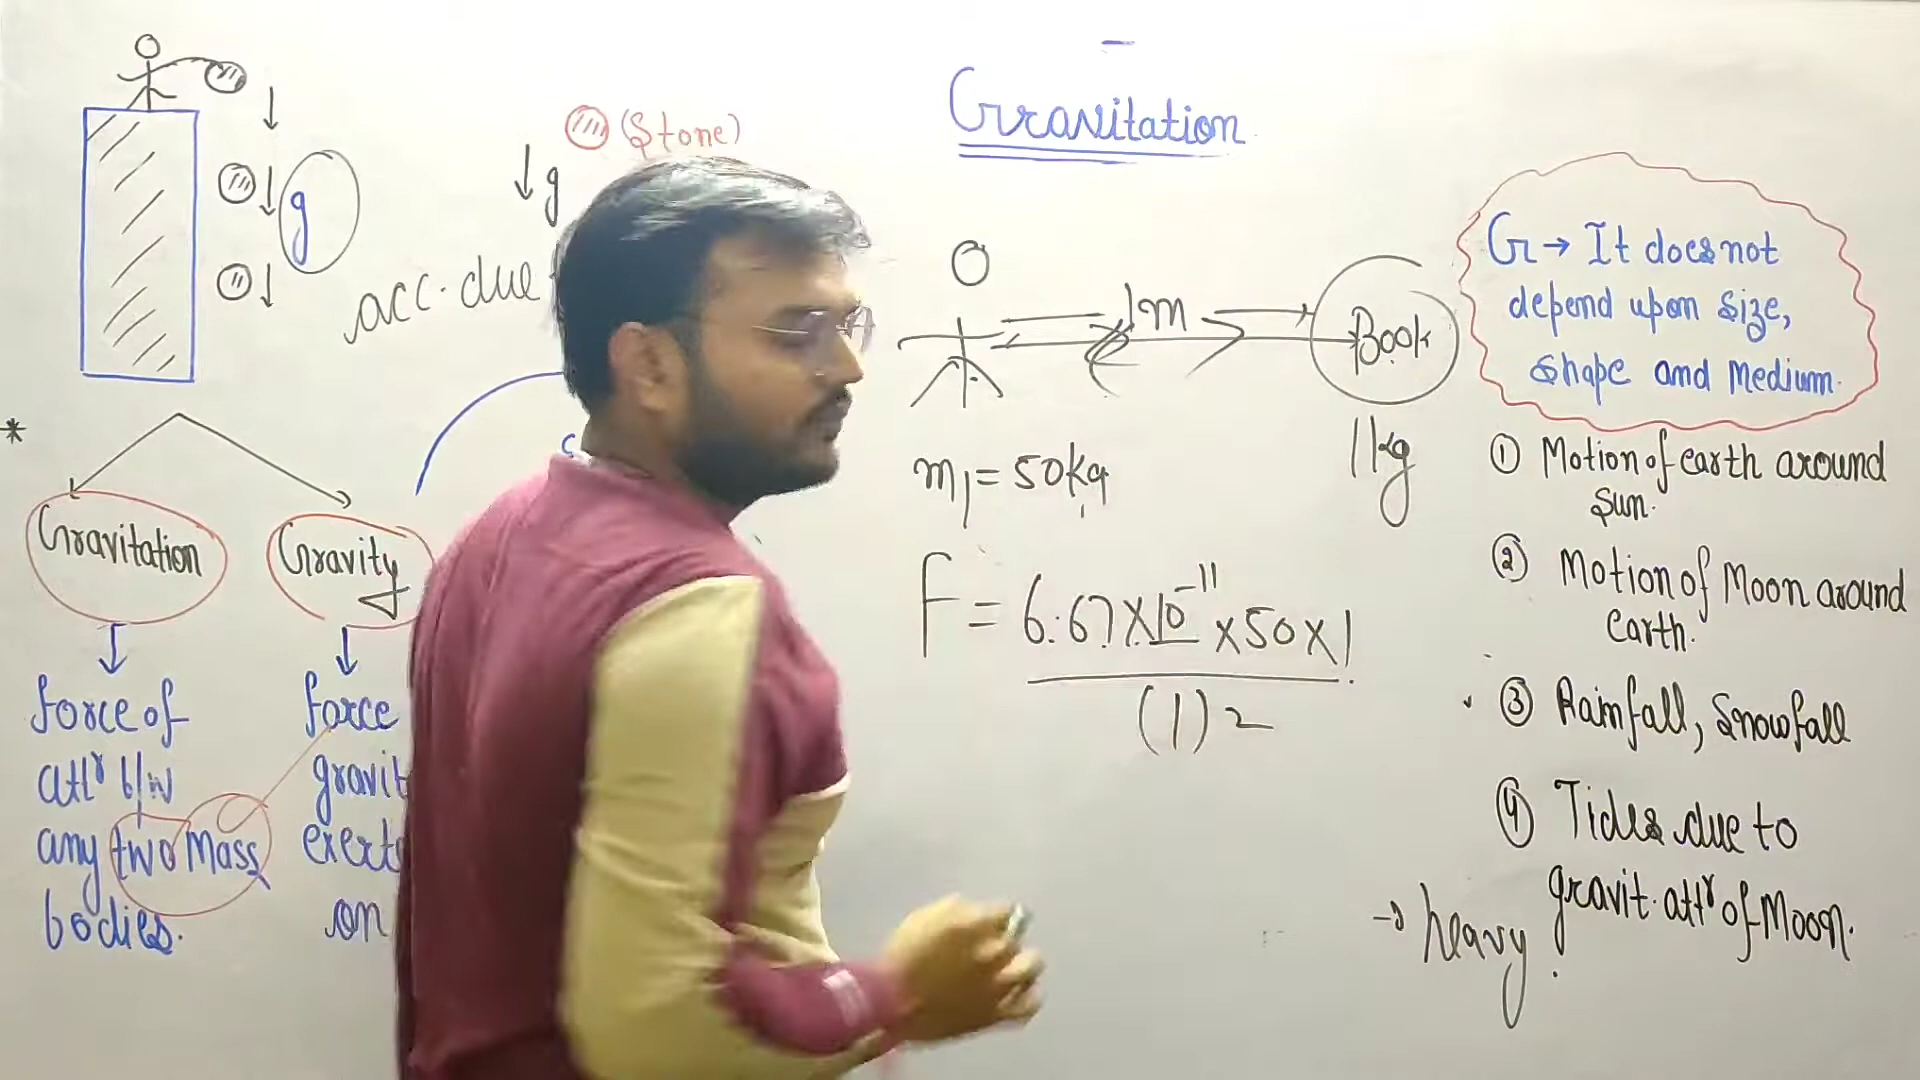 Gravitation
(Stone)
g
g
acc. due
*
Gravitation
Gravity
force of
attr b/w
any two Mass
bodies.
force
gravit
exert
on
1m
Book
m1 = 50kg
1kg
F = 6.67×10-11 ×50×1
(1)2
G → It does not
depend upon size,
shape and Medium.
① Motion of earth around
sun.
② Motion of Moon around
earth.
③ Rainfall, Snowfall
④ Tides due to
gravit. attr of Moon.
→ heavy